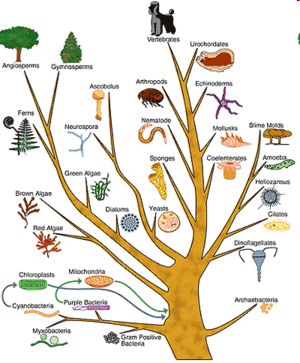 Vertebrates
Urochordates
Angiosperms
Gymnosperms
Ascobolus
Arthropods
Echinoderms
Ferns
Neurospora
Nematode
Mollusks
Slime Molds
Sponges
Coelenterates
Amoeba
Green Algae
Heliozansus
Brown Algae
Diatoms
Yeasts
Ciliates
Red Algae
Dinoflagellates
Chloroplasts
Mitochondria
Cyanobacteria
Purple Bacteria
Archaebacteria
Myxobacteria
Gram Positive
Bacteria